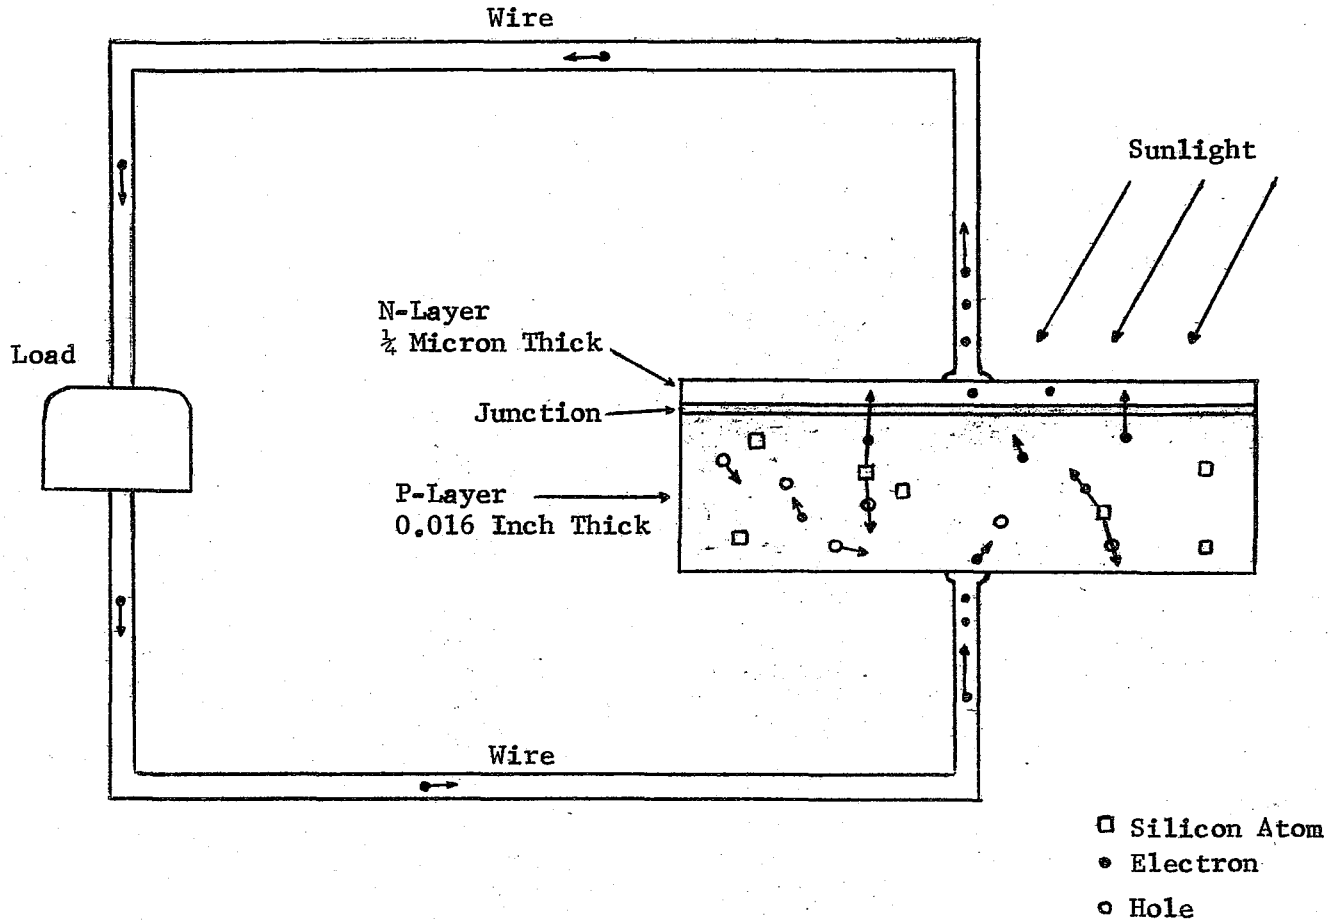 Wire
Sunlight
N-Layer
¼ Micron Thick
Load
Junction
P-Layer
0.016 Inch Thick
Wire
Silicon Atom
Electron
Hole